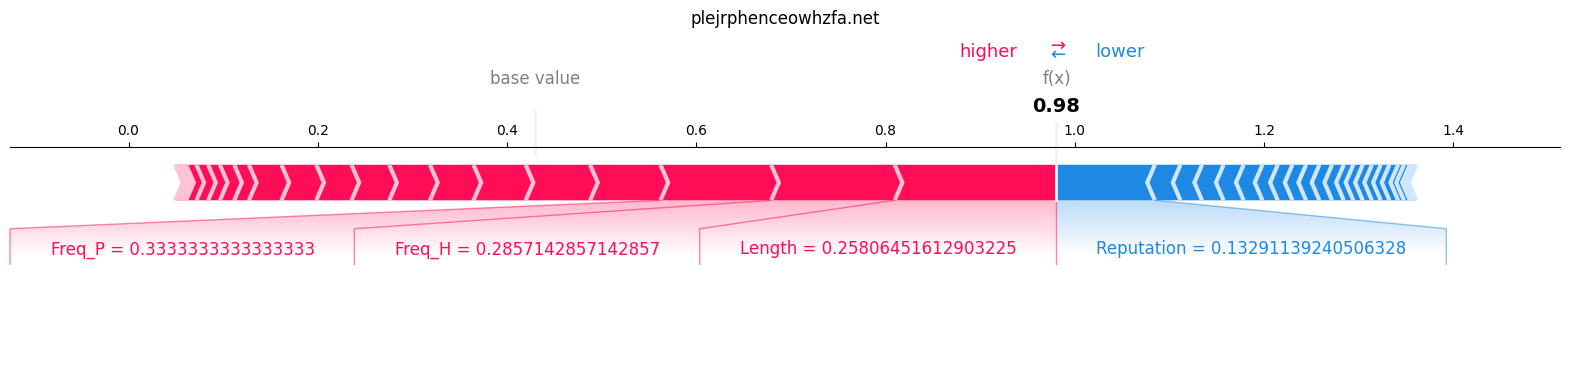 plejrphenceowhzfa.net
higher ⇄ lower
base value f(x)
0.98
0.0 0.2 0.4 0.6 0.8 1.0 1.2 1.4
Freq_P = 0.3333333333333333 Freq_H = 0.2857142857142857 Length = 0.25806451612903225 Reputation = 0.13291139240506328